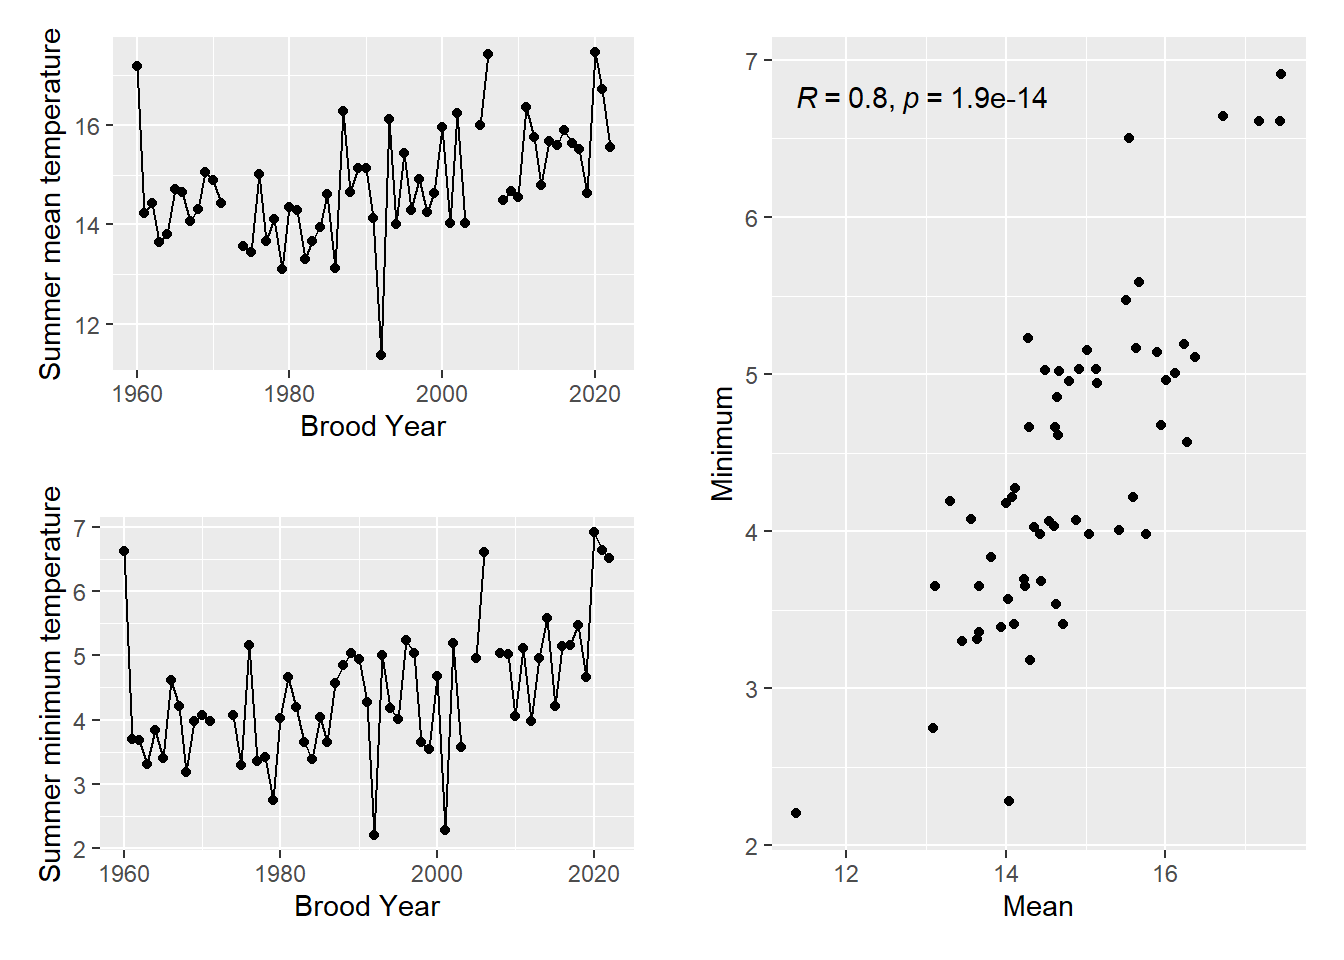 Summer mean temperature
16
14
12
1960 1980 2000 2020
Brood Year
Summer minimum temperature
7
6
5
4
3
2
1960 1980 2000 2020
Brood Year
R = 0.8, p = 1.9e-14
Minimum
7
6
5
4
3
2
12 14 16
Mean